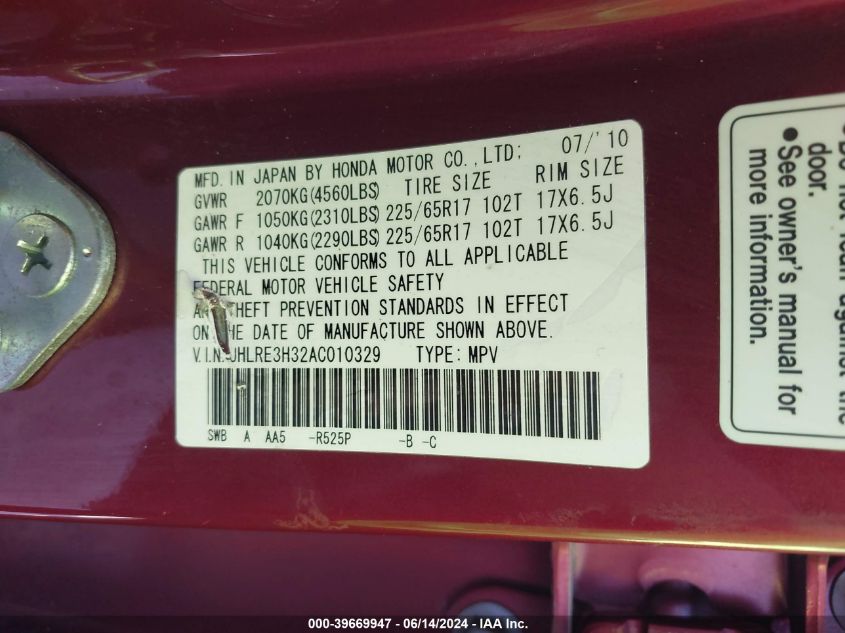 MFD. IN JAPAN BY HONDA MOTOR CO.,LTD; 07/'10
GVWR 2070KG(4560LBS) TIRE SIZE RIM SIZE
GAWR F 1050KG(2310LBS) 225/65R17 102T 17X6.5J
GAWR R 1040KG(2290LBS) 225/65R17 102T 17X6.5J
THIS VEHICLE CONFORMS TO ALL APPLICABLE
FEDERAL MOTOR VEHICLE SAFETY
AND THEFT PREVENTION STANDARDS IN EFFECT
ON THE DATE OF MANUFACTURE SHOWN ABOVE.
V.I.N. JHLRE3H32AC010329 TYPE: MPV
SWB A AA5 -R525P -B -C
door.
●See owner's manual for
more information.
000-39669947 / 06/14/2024 - IAA Inc.